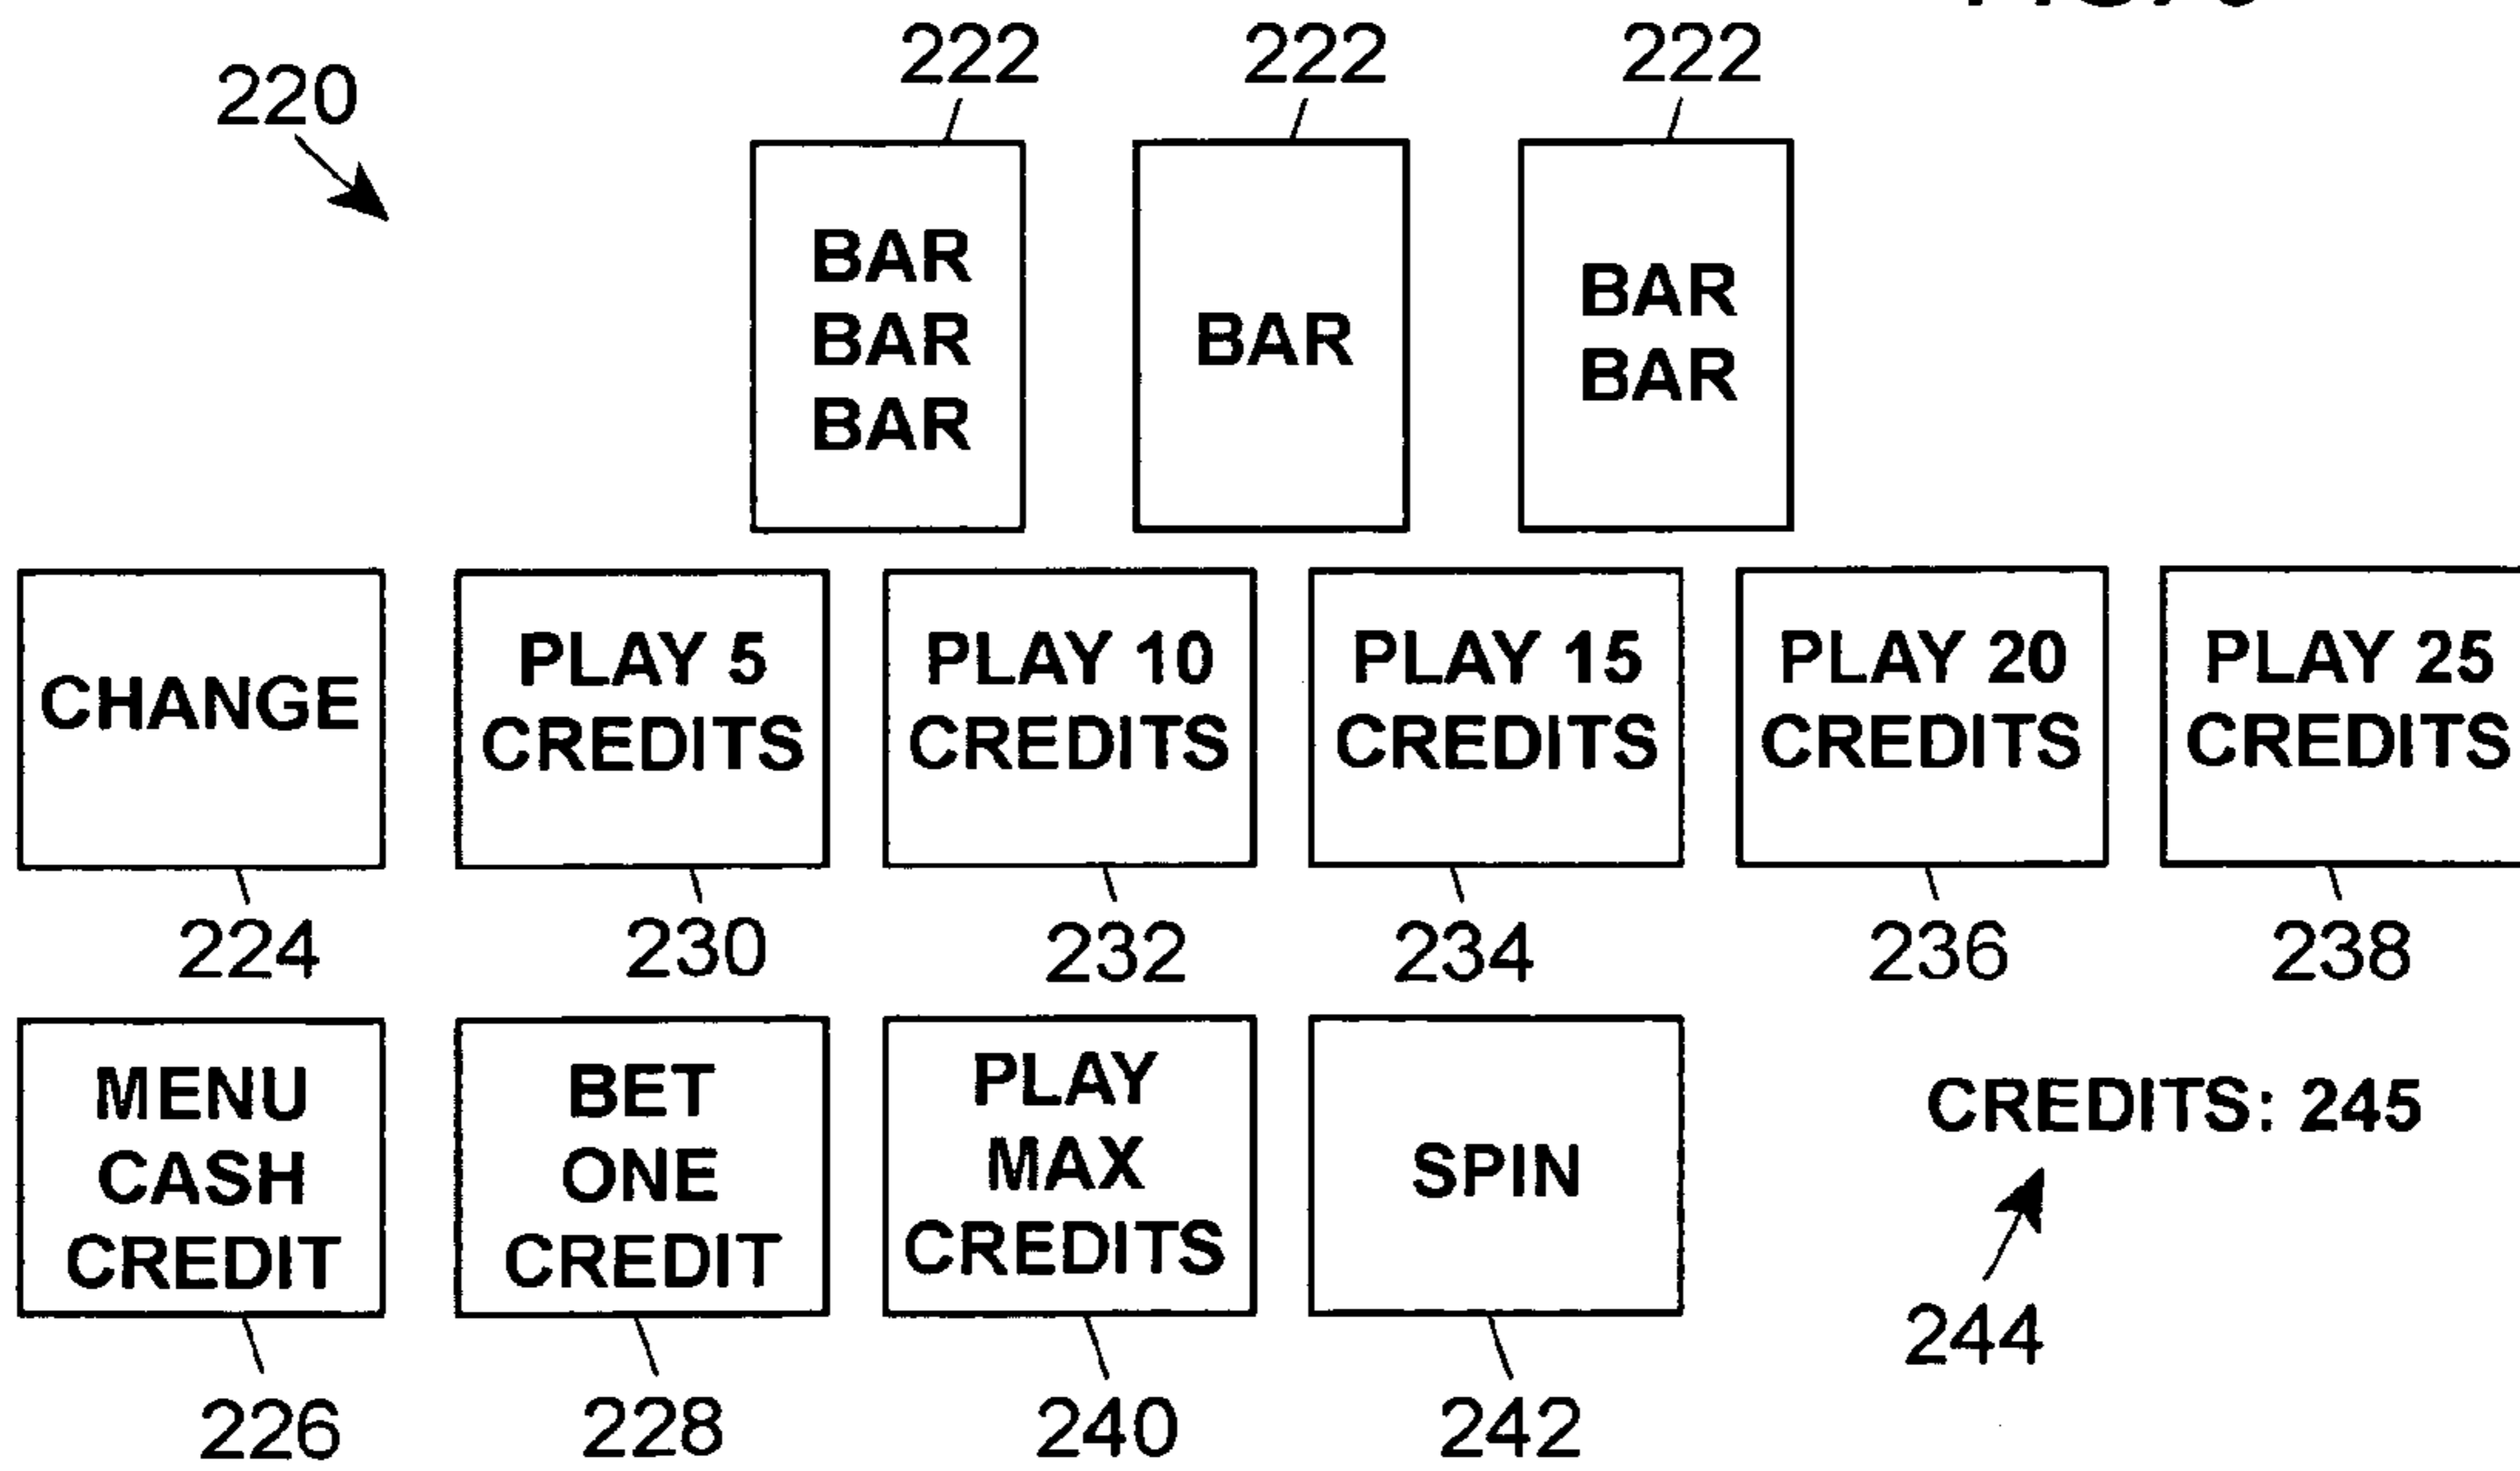 222 222 222
220
BAR
BAR
BAR
BAR
BAR
BAR
CHANGE
PLAY 5
CREDITS
PLAY 10
CREDITS
PLAY 15
CREDITS
PLAY 20
CREDITS
PLAY 25
CREDITS
224 230 232 234 236 238
MENU
CASH
CREDIT
BET
ONE
CREDIT
PLAY
MAX
CREDITS
SPIN
CREDITS: 245
244
226 228 240 242